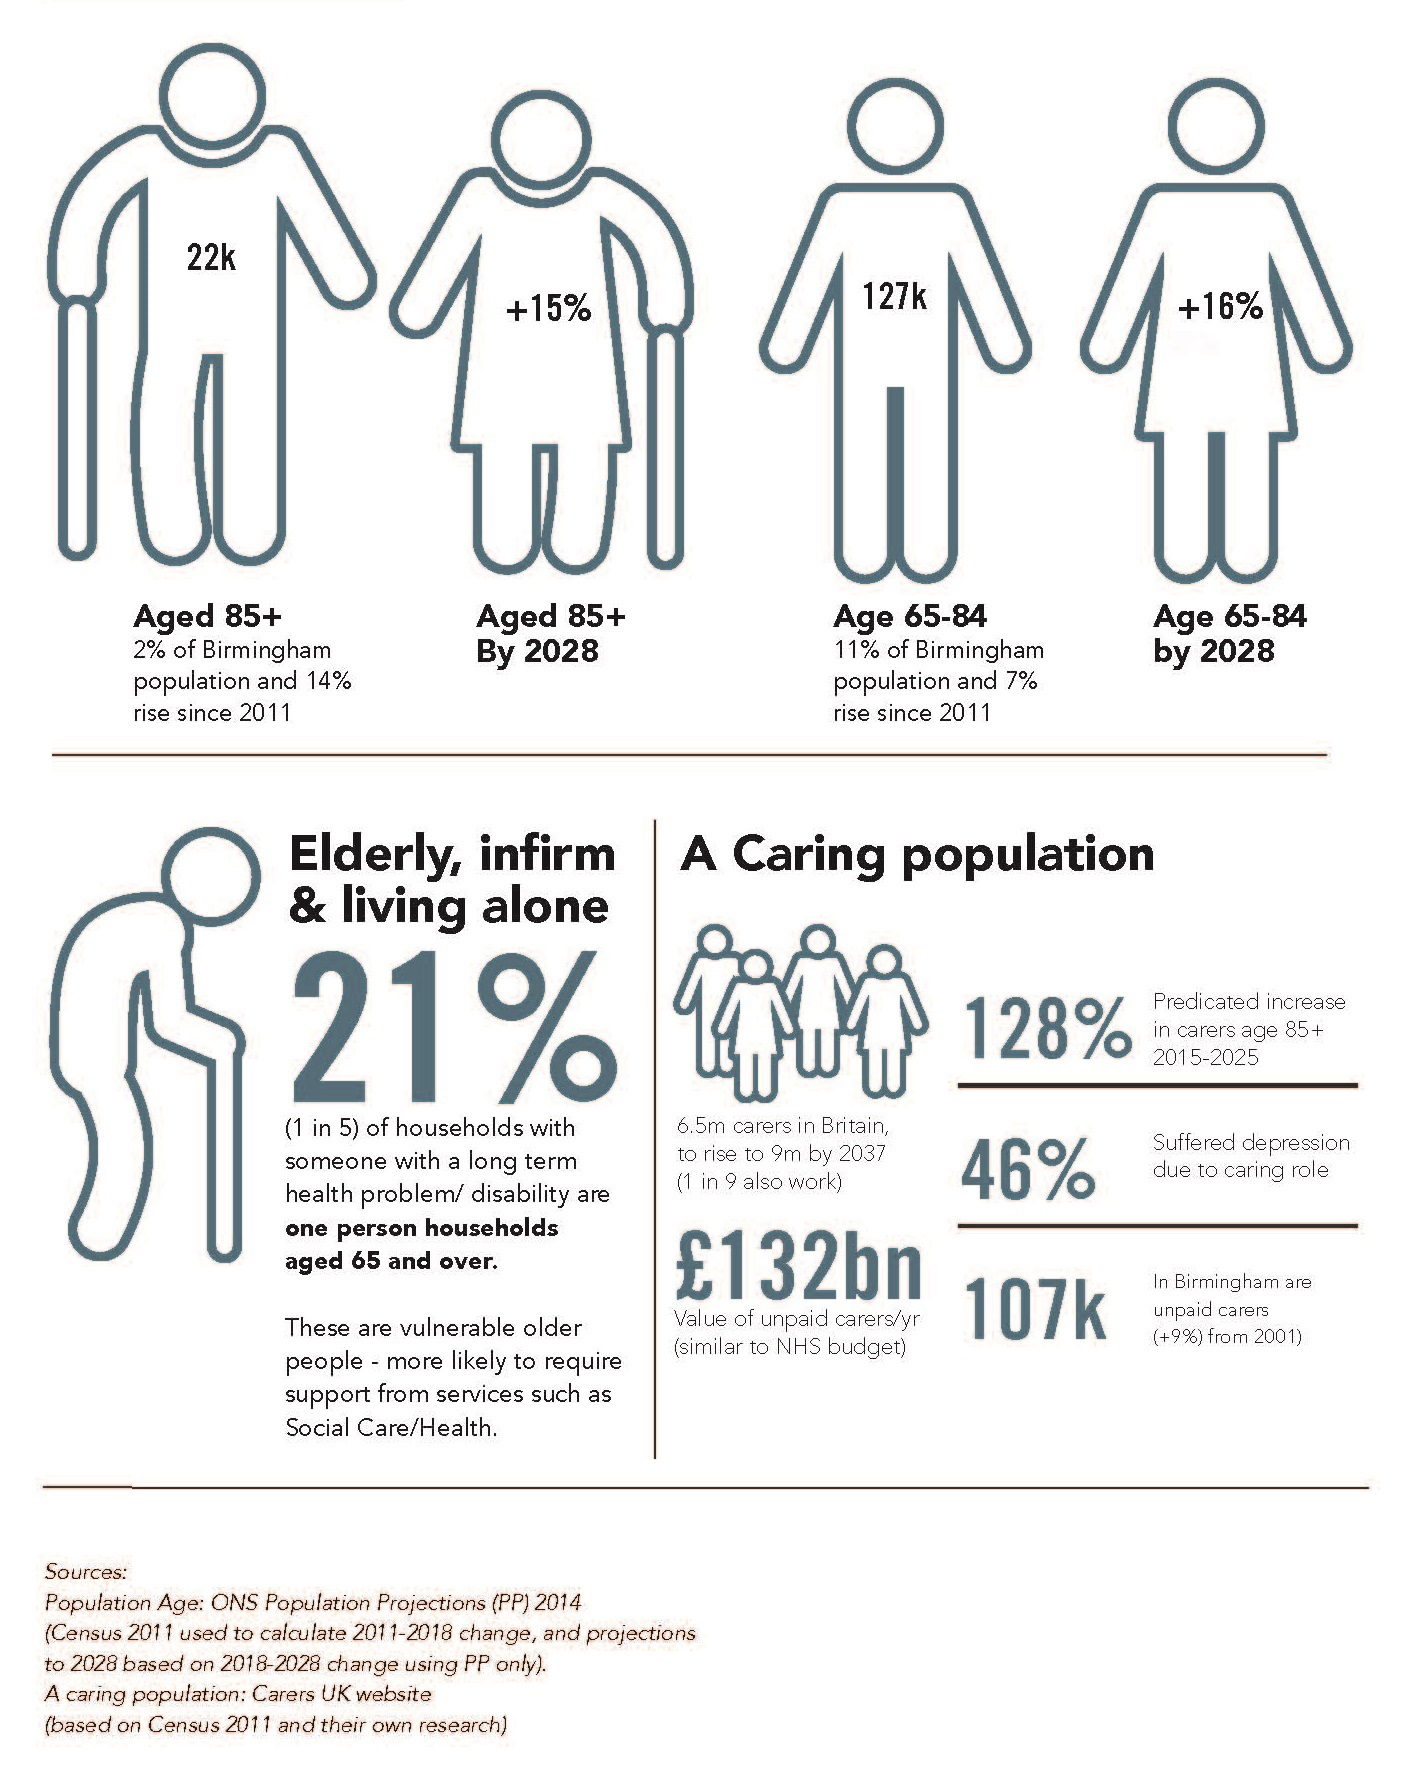 22k
+15%
127k
+16%
Aged 85+
2% of Birmingham
population and 14%
rise since 2011
Aged 85+
By 2028
Age 65-84
11% of Birmingham
population and 7%
rise since 2011
Age 65-84
by 2028
Elderly, infirm
& living alone
21%
(1 in 5) of households with
someone with a long term
health problem/ disability are
one person households
aged 65 and over.
These are vulnerable older
people - more likely to require
support from services such as
Social Care/Health.
A Caring population
6.5m carers in Britain,
to rise to 9m by 2037
(1 in 9 also work)
£132bn
Value of unpaid carers/yr
(similar to NHS budget)
128%
Predicated increase
in carers age 85+
2015-2025
46%
Suffered depression
due to caring role
107k
In Birmingham are
unpaid carers
(+9%) from 2001)
Sources:
Population Age: ONS Population Projections (PP) 2014
(Census 2011 used to calculate 2011-2018 change, and projections
to 2028 based on 2018-2028 change using PP only).
A caring population: Carers UK website
(based on Census 2011 and their own research)